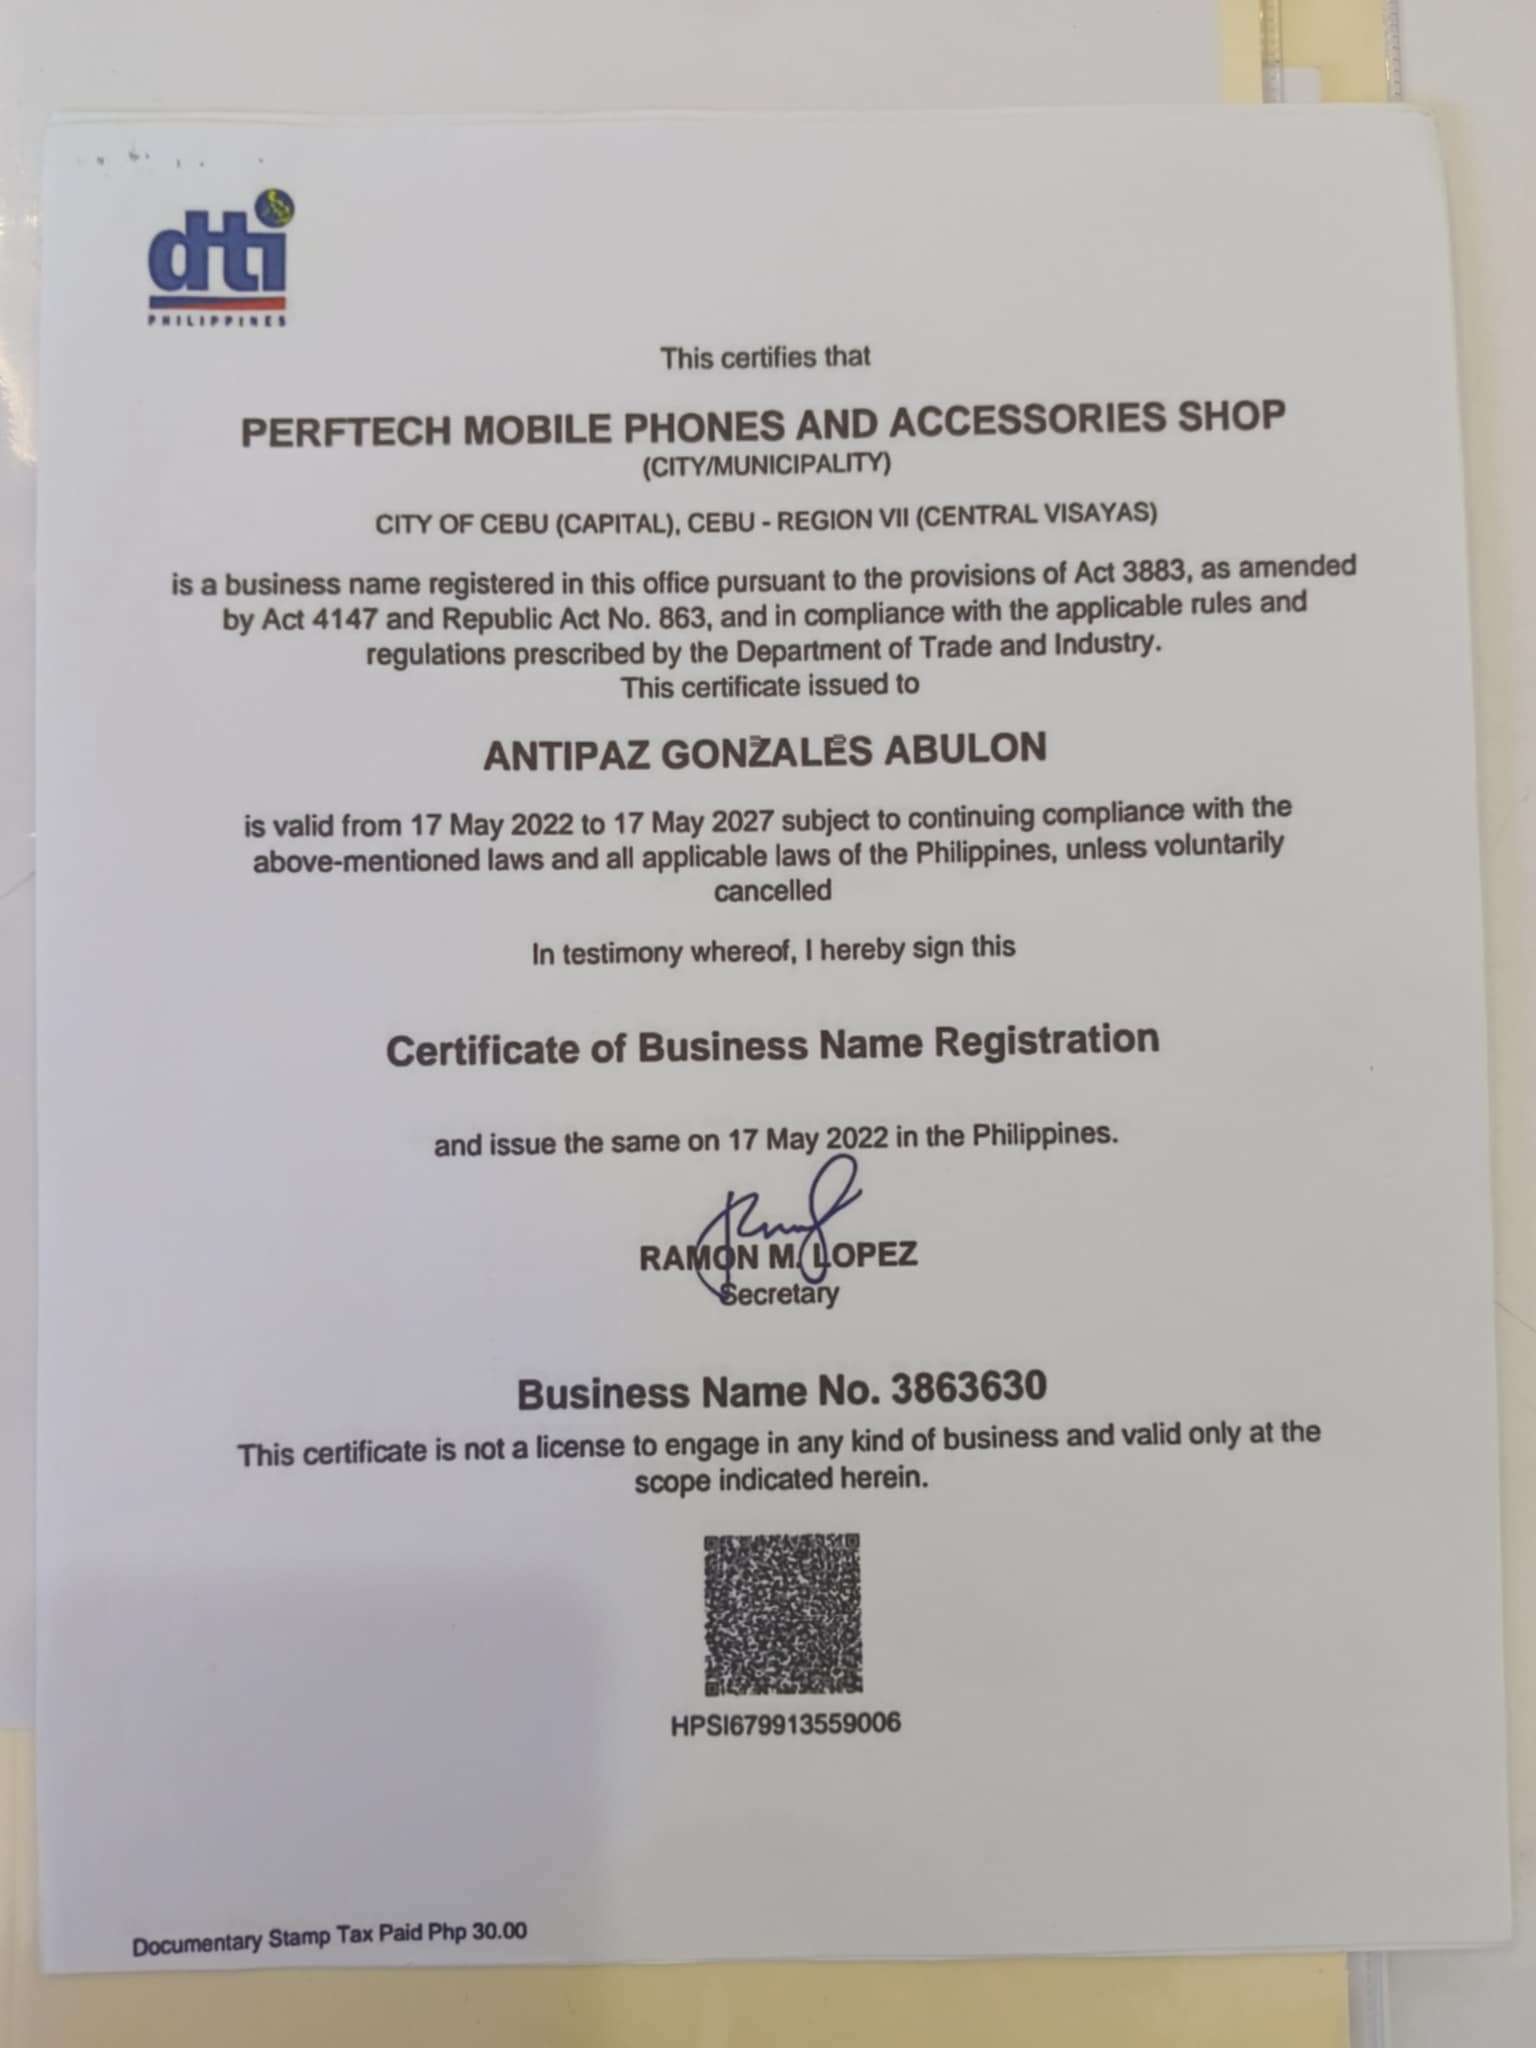 dti
PHILIPPINES
This certifies that
PERFTECH MOBILE PHONES AND ACCESSORIES SHOP
(CITY/MUNICIPALITY)
CITY OF CEBU (CAPITAL), CEBU - REGION VII (CENTRAL VISAYAS)
is a business name registered in this office pursuant to the provisions of Act 3883, as amended
by Act 4147 and Republic Act No. 863, and in compliance with the applicable rules and
regulations prescribed by the Department of Trade and Industry.
This certificate issued to
ANTIPAZ GONZALES ABULON
is valid from 17 May 2022 to 17 May 2027 subject to continuing compliance with the
above-mentioned laws and all applicable laws of the Philippines, unless voluntarily
cancelled
In testimony whereof, I hereby sign this
Certificate of Business Name Registration
and issue the same on 17 May 2022 in the Philippines.
RAMON M. LOPEZ
Secretary
Business Name No. 3863630
This certificate is not a license to engage in any kind of business and valid only at the
scope indicated herein.
HPSI679913559006
Documentary Stamp Tax Paid Php 30.00